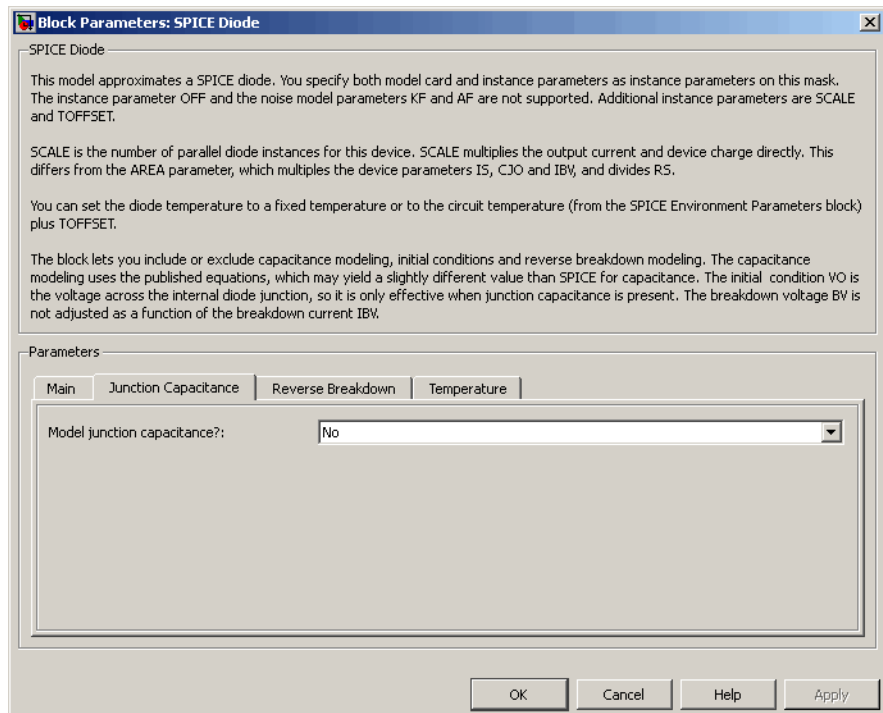 Block Parameters: SPICE Diode
SPICE Diode
This model approximates a SPICE diode. You specify both model card and instance parameters as instance parameters on this mask.
The instance parameter OFF and the noise model parameters KF and AF are not supported. Additional instance parameters are SCALE
and TOFFSET.
SCALE is the number of parallel diode instances for this device. SCALE multiplies the output current and device charge directly. This
differs from the AREA parameter, which multiples the device parameters IS, CJO and IBV, and divides RS.
You can set the diode temperature to a fixed temperature or to the circuit temperature (from the SPICE Environment Parameters block)
plus TOFFSET.
The block lets you include or exclude capacitance modeling, initial conditions and reverse breakdown modeling. The capacitance
modeling uses the published equations, which may yield a slightly different value than SPICE for capacitance. The initial condition VO is
the voltage across the internal diode junction, so it is only effective when junction capacitance is present. The breakdown voltage BV is
not adjusted as a function of the breakdown current IBV.
Parameters
Main Junction Capacitance Reverse Breakdown Temperature
Model junction capacitance?: No
OK Cancel Help Apply